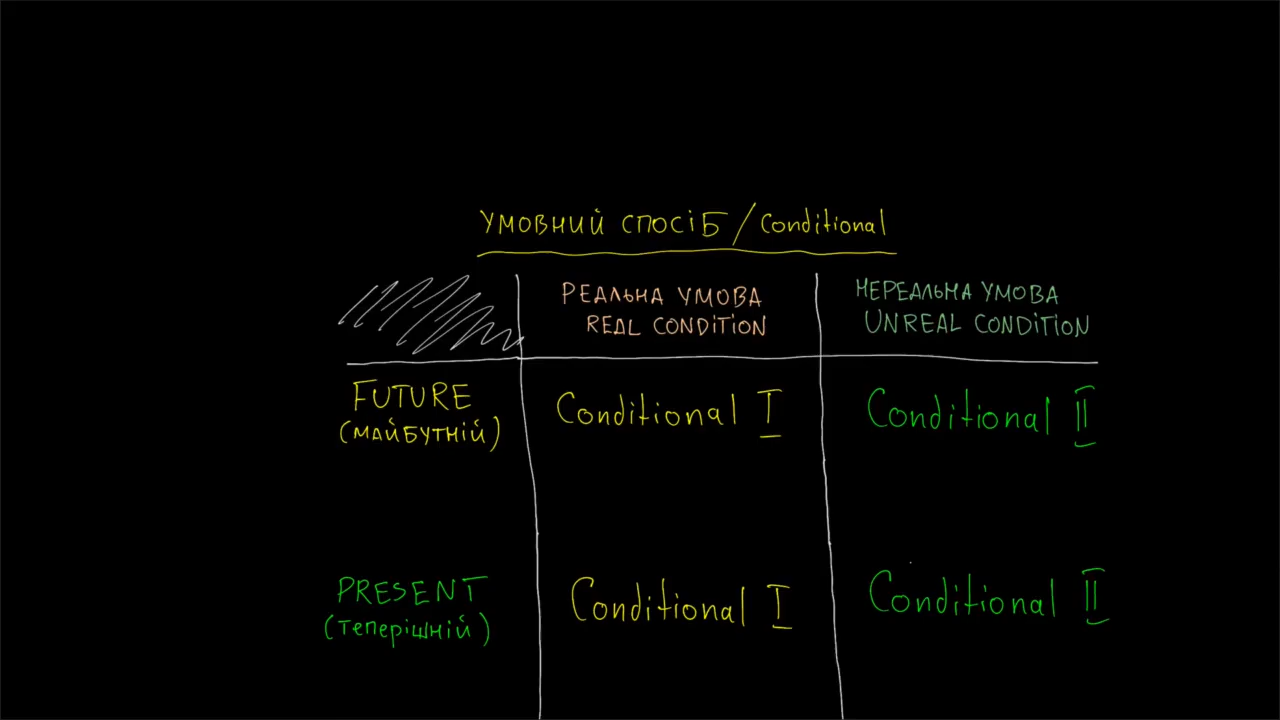 УМОВНИЙ СПОСІБ / Conditional
РЕАЛЬНА УМОВА
REAL CONDITION
НЕРЕАЛЬНА УМОВА
UNREAL CONDITION
FUTURE
(МАЙБУТНІЙ)
Conditional I
Conditional II
PRESENT
(Теперішній)
Conditional I
Conditional II